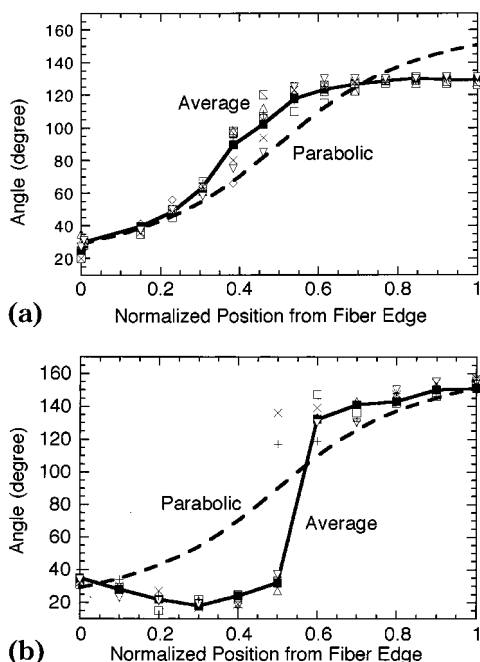 160
140
120
100
80
60
40
20
Angle (degree)
Average
Parabolic
0 0.2 0.4 0.6 0.8 1
(a) Normalized Position from Fiber Edge
160
140
120
100
80
60
40
20
Angle (degree)
Parabolic
Average
0 0.2 0.4 0.6 0.8 1.0
(b) Normalized Position from Fiber Edge